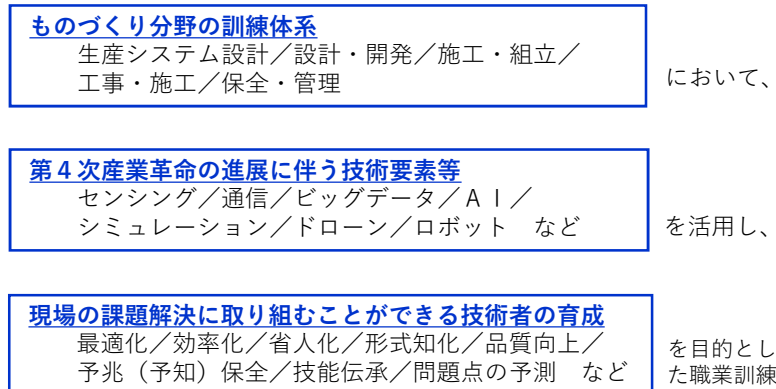 ものづくり分野の訓練体系
生産システム設計／設計・開発／施工・組立／
工事・施工／保全・管理
において、
第４次産業革命の進展に伴う技術要素等
センシング／通信／ビッグデータ／ＡＩ／
シミュレーション／ドローン／ロボット　など
を活用し、
現場の課題解決に取り組むことができる技術者の育成
最適化／効率化／省人化／形式知化／品質向上／
予兆（予知）保全／技能伝承／問題点の予測　など
を目的とし
た職業訓練